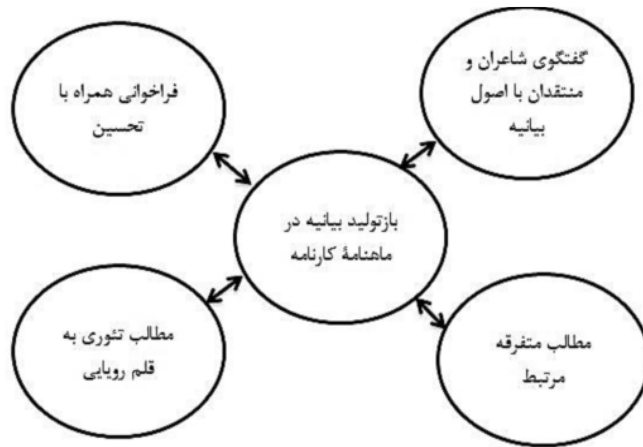 گفتگوی شاعران و
منتقدان با اصول
بیانیه
فراخوانی همراه با
تحسین
بازتولید بیانیه در
ماهنامهٔ کارنامه
مطالب تئوری به
قلم رویایی
مطالب متفرقه
مرتبط